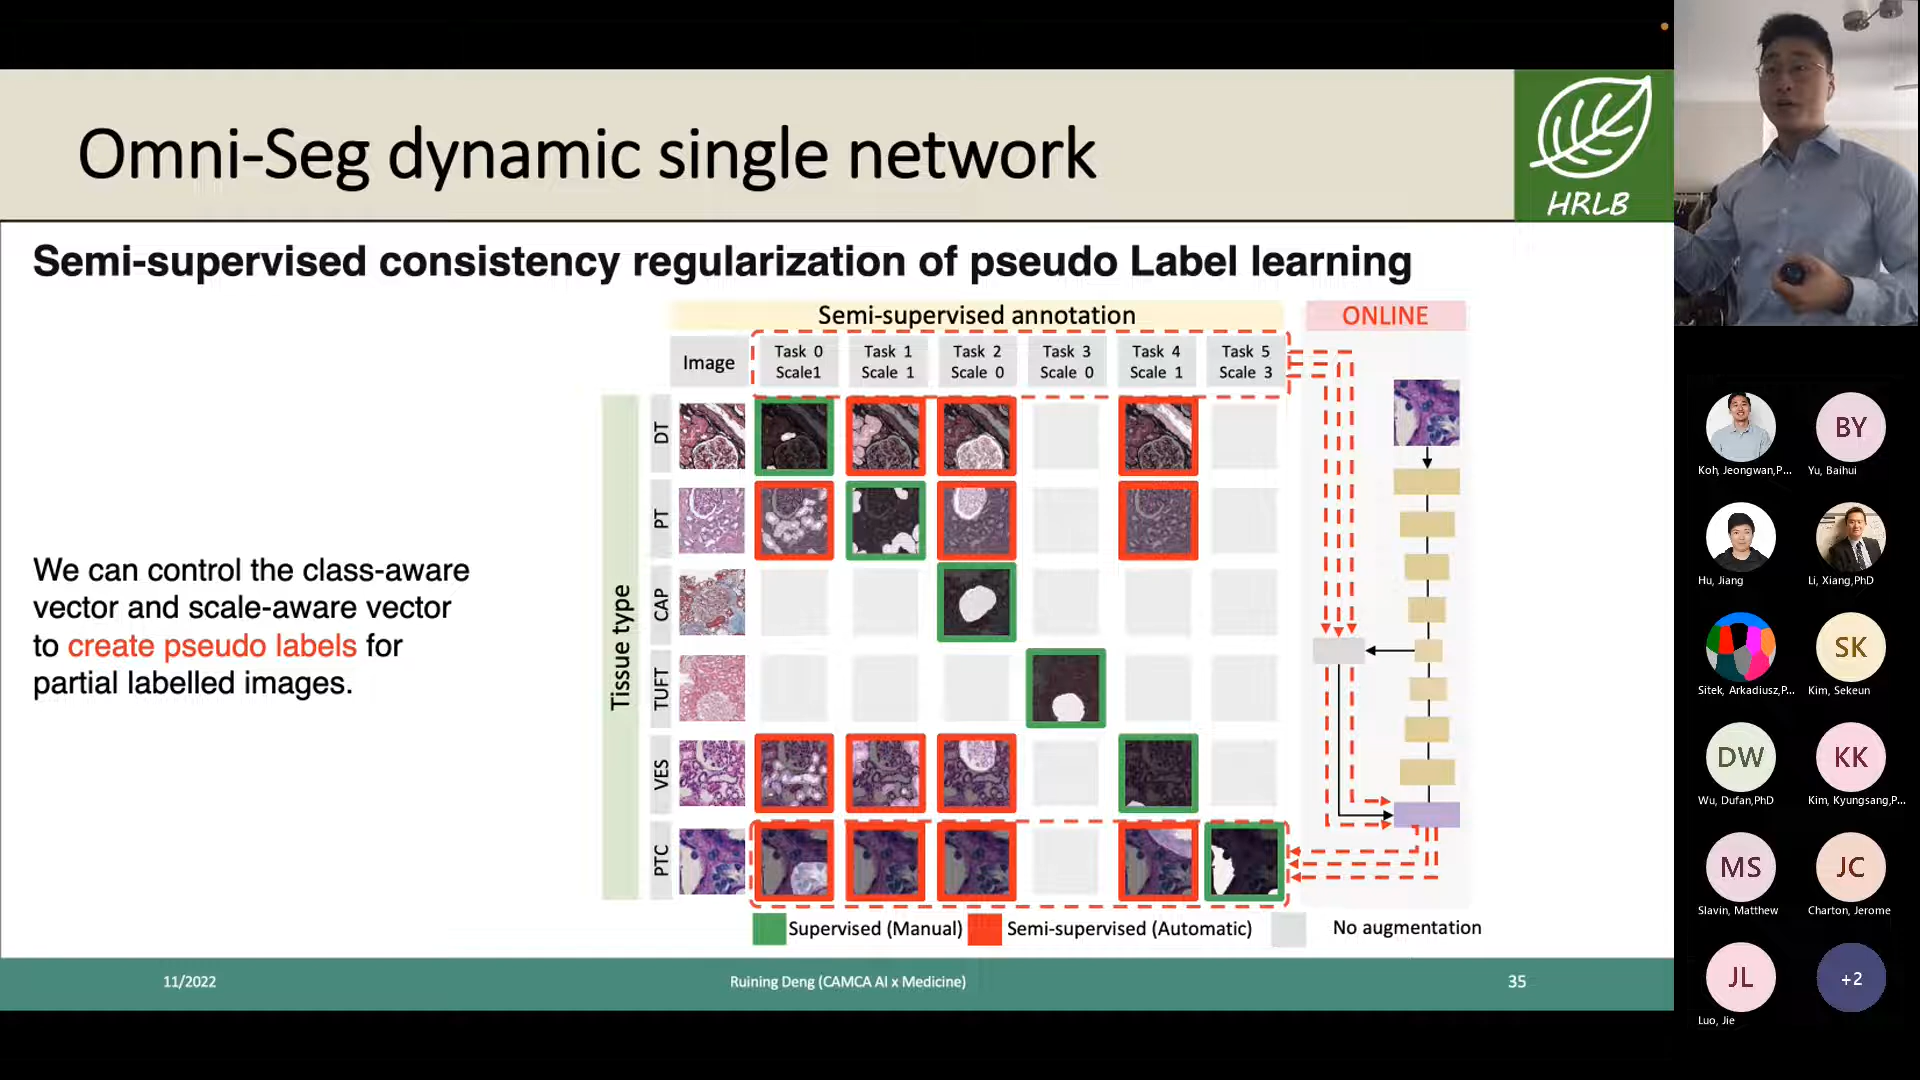 Omni-Seg dynamic single network
HRLB
Semi-supervised consistency regularization of pseudo Label learning
We can control the class-aware
vector and scale-aware vector
to create pseudo labels for
partial labelled images.
Semi-supervised annotation
ONLINE
Image
Task 0
Scale1
Task 1
Scale 1
Task 2
Scale 0
Task 3
Scale 0
Task 4
Scale 1
Task 5
Scale 3
Tissue type
DT
PT
CAP
TUFT
VES
PTC
Supervised (Manual)
Semi-supervised (Automatic)
No augmentation
11/2022
Ruining Deng (CAMCA AI x Medicine)
35
Koh, Jeongwan,P...
BY
Yu, Baihui
Hu, Jiang
Li, Xiang,PhD
Sitek, Arkadiusz,P...
SK
Kim, Sekeun
DW
Wu, Dufan,PhD
KK
Kim, Kyungsang,P...
MS
Slavin, Matthew
JC
Charton, Jerome
JL
Luo, Jie
+2